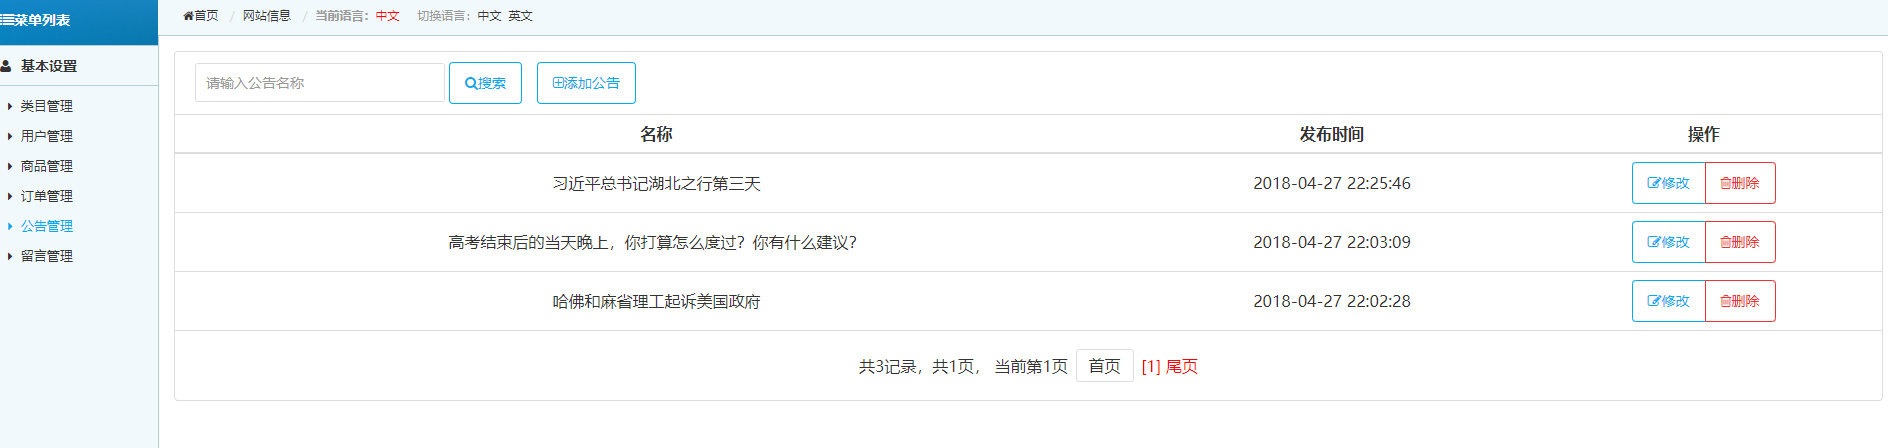 菜单列表
首页 / 网站信息 / 当前语言：中文 切换语言：中文 英文
基本设置
类目管理
用户管理
商品管理
订单管理
公告管理
留言管理
请输入公告名称 搜索 添加公告
名称 发布时间 操作
习近平总书记湖北之行第三天 2018-04-27 22:25:46 修改 删除
高考结束后的当天晚上，你打算怎么度过？你有什么建议？ 2018-04-27 22:03:09 修改 删除
哈佛和麻省理工起诉美国政府 2018-04-27 22:02:28 修改 删除
共3记录，共1页， 当前第1页 首页 [1] 尾页